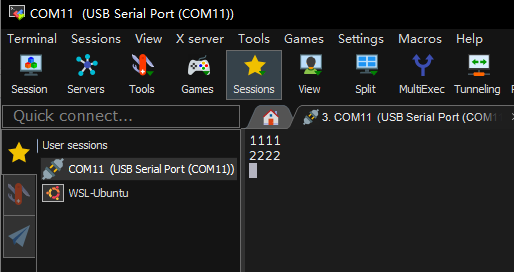 COM11 (USB Serial Port (COM11))
Terminal Sessions View X server Tools Games Settings Macros Help
Session Servers Tools Games Sessions View Split MultiExec Tunneling
Quick connect...
3. COM11 (USB Serial Port (COM1
User sessions
COM11 (USB Serial Port (COM11))
WSL-Ubuntu
1111
2222